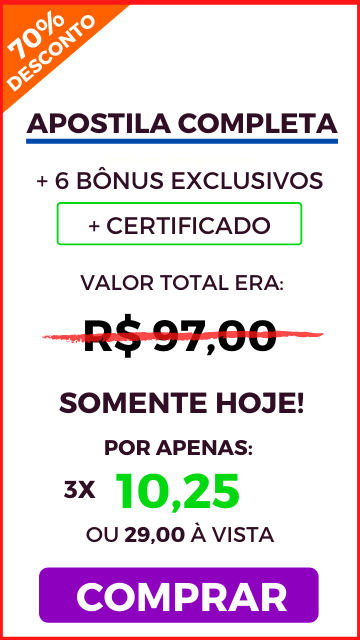 70%
DESCONTO
APOSTILA COMPLETA
+ 6 BÔNUS EXCLUSIVOS
+ CERTIFICADO
VALOR TOTAL ERA:
R$ 97,00
SOMENTE HOJE!
POR APENAS:
3X 10,25
OU 29,00 À VISTA
COMPRAR